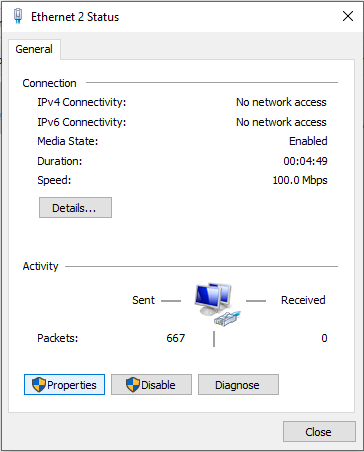 Ethernet 2 Status
General
Connection
IPv4 Connectivity: No network access
IPv6 Connectivity: No network access
Media State: Enabled
Duration: 00:04:49
Speed: 100.0 Mbps
Details...
Activity
Sent Received
Packets: 667 0
Properties Disable Diagnose
Close